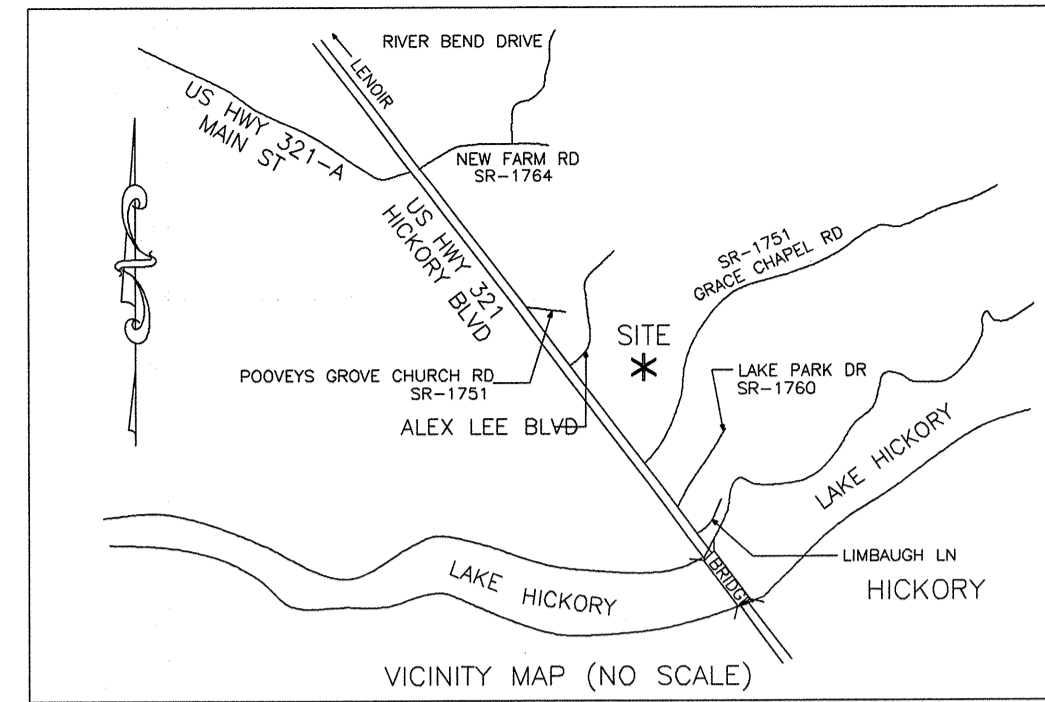 RIVER BEND DRIVE
LENOIR
US HWY 321-A
MAIN ST
NEW FARM RD
SR-1764
US HWY 321
HICKORY BLVD
SR-1751
GRACE CHAPEL RD
SITE
POOVEYS GROVE CHURCH RD
SR-1751
LAKE PARK DR
SR-1760
ALEX LEE BLVD
LAKE HICKORY
LIMBAUGH LN
BRIDGE
LAKE HICKORY
HICKORY
VICINITY MAP (NO SCALE)